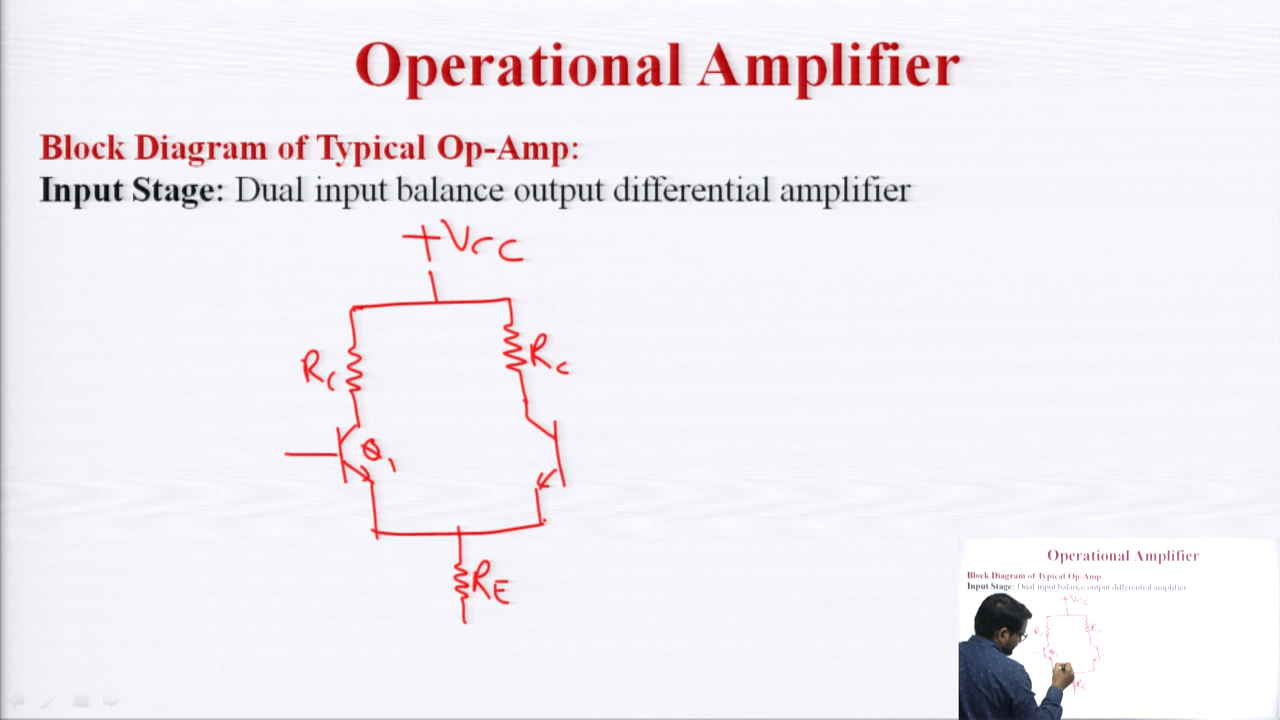 Operational Amplifier
Block Diagram of Typical Op-Amp:
Input Stage: Dual input balance output differential amplifier
+Vcc
Rc
Rc
Q1
RE
Operational Amplifier
Block Diagram of Typical Op-Amp
Input Stage: Dual input balance output differential amplifier
+Vcc